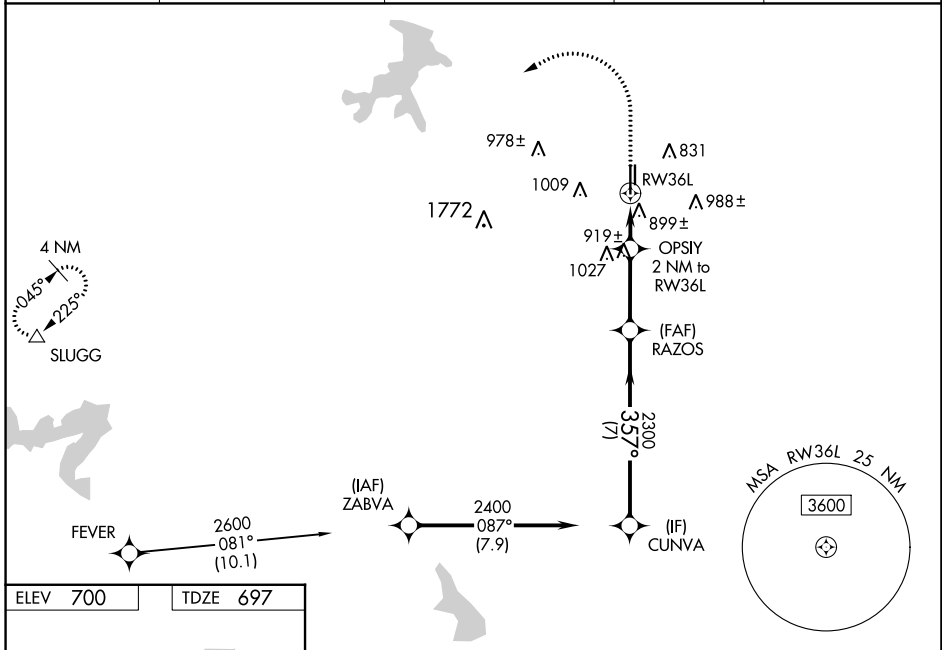 978±
831
RW36L
1009
988±
1772
899±
919±
OPSIY
1027
2 NM to
RW36L
4 NM
045°
225°
SLUGG
(FAF)
RAZOS
2300
357°
(7)
MSA RW36L 25 NM
3600
(IAF)
ZABVA
2400
087°
(7.9)
(IF)
CUNVA
FEVER
2600
081°
(10.1)
ELEV 700
TDZE 697